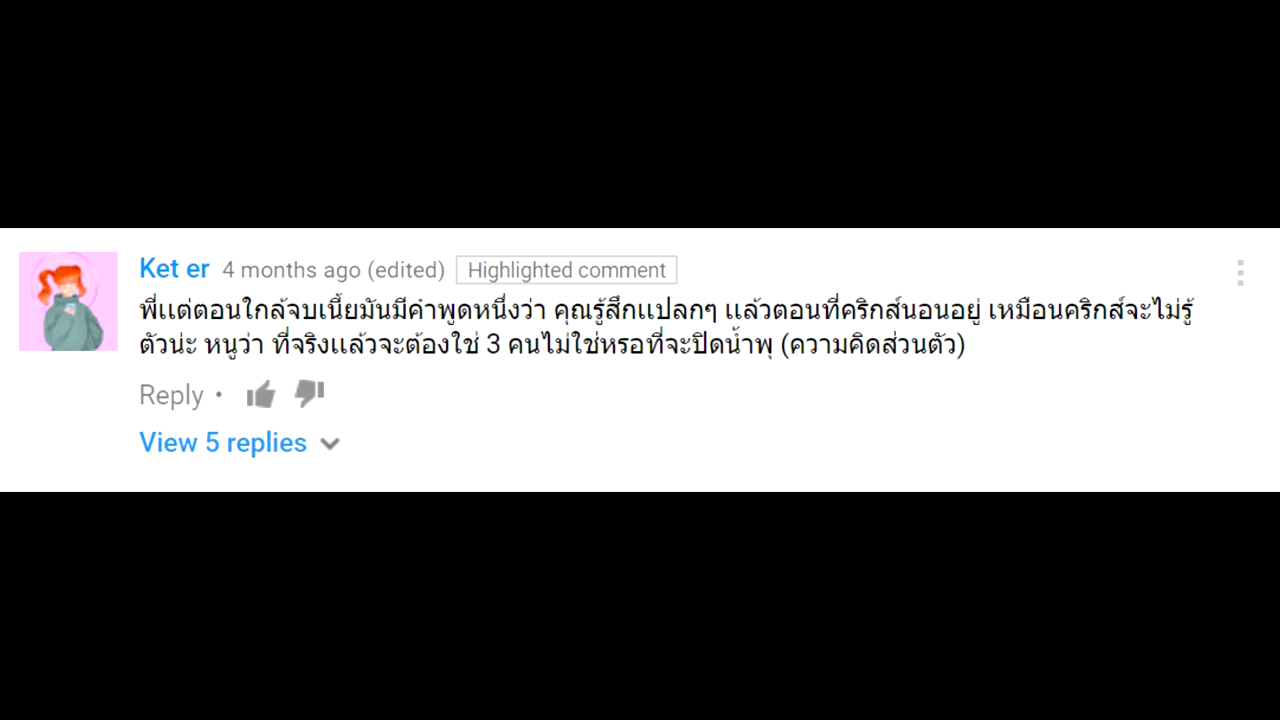 Ket er 4 months ago (edited) Highlighted comment
พี่แต่ตอนใกล้จบเนี้ยมันมีคำพูดหนึ่งว่า คุณรู้สึกแปลกๆ แล้วตอนที่คริกส์นอนอยู่ เหมือนคริกส์จะไม่รู้
ตัวน่ะ หนูว่า ที่จริงแล้วจะต้องใช่ 3 คนไม่ใช่หรอที่จะปิดน้ำพุ (ความคิดส่วนตัว)
Reply •
View 5 replies